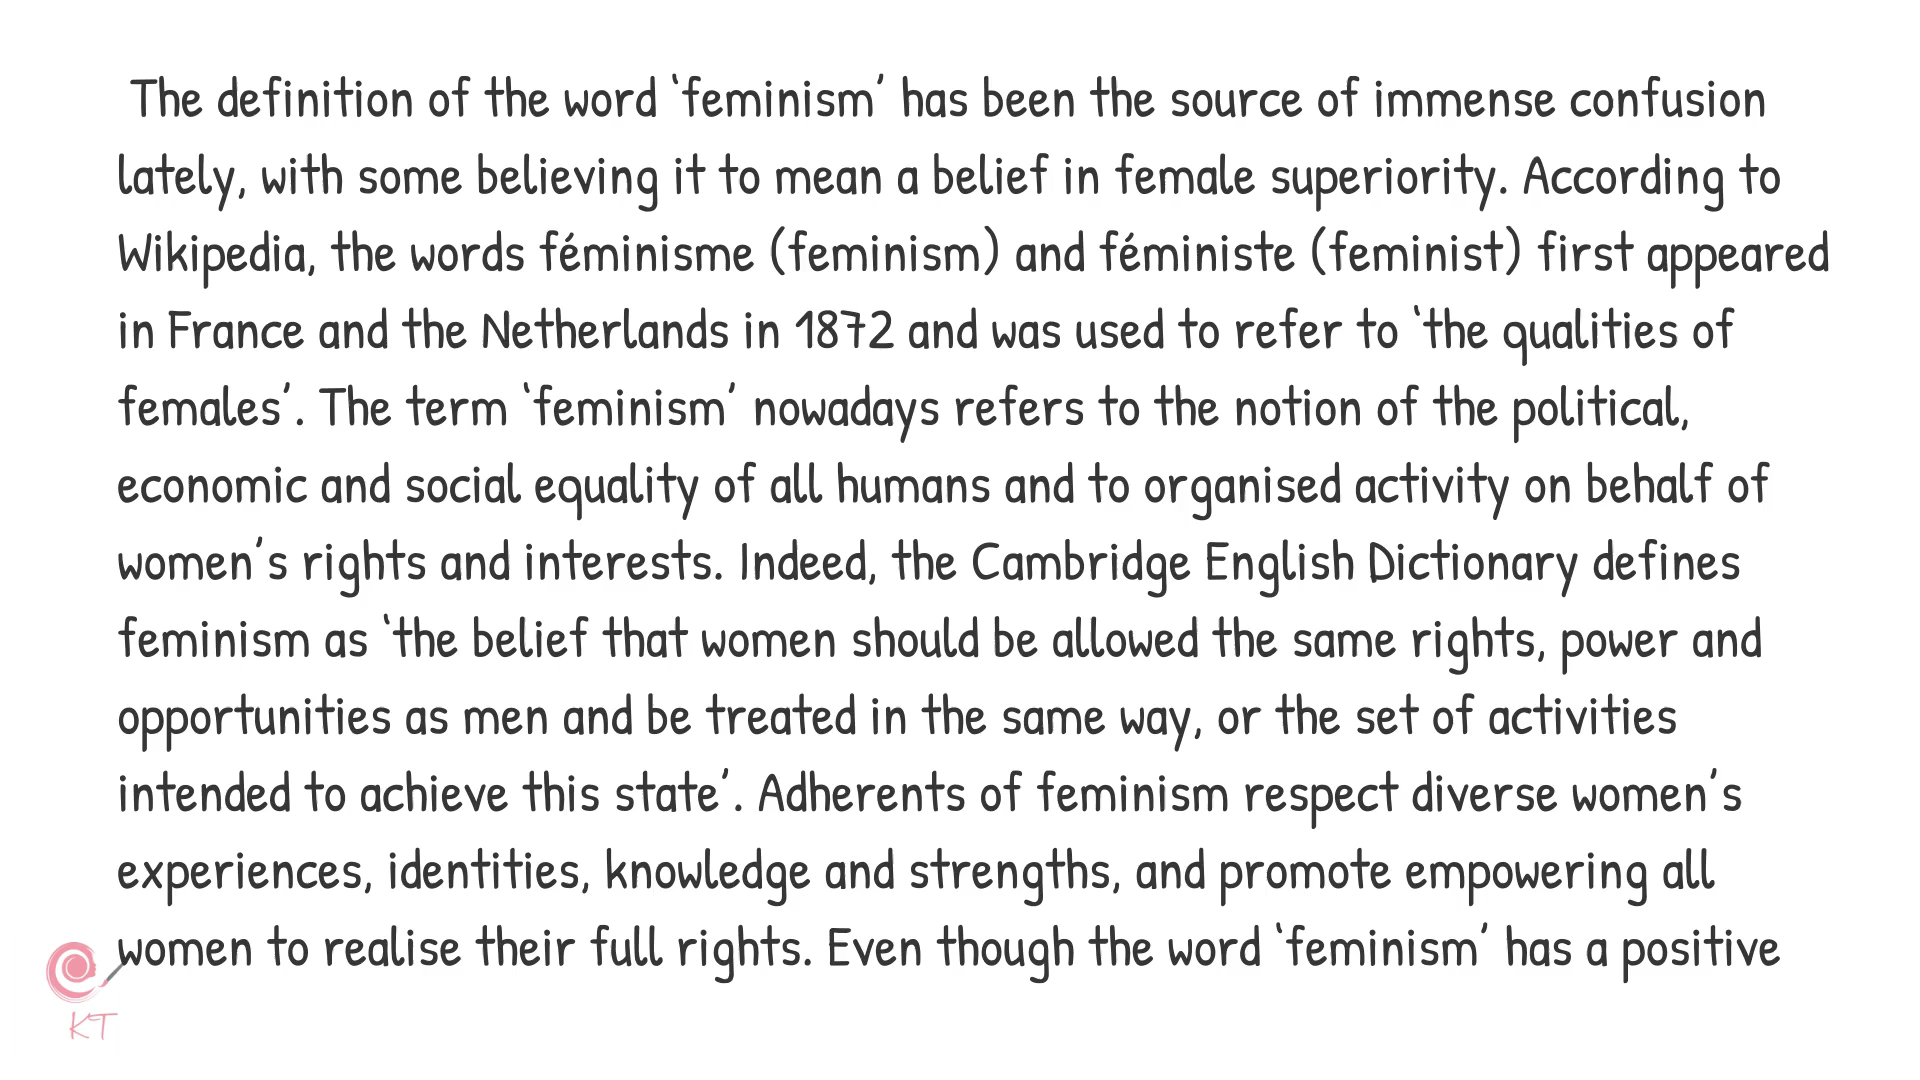 The definition of the word ‘feminism’ has been the source of immense confusion
lately, with some believing it to mean a belief in female superiority. According to
Wikipedia, the words féminisme (feminism) and féministe (feminist) first appeared
in France and the Netherlands in 1872 and was used to refer to ‘the qualities of
females’. The term ‘feminism’ nowadays refers to the notion of the political,
economic and social equality of all humans and to organised activity on behalf of
women’s rights and interests. Indeed, the Cambridge English Dictionary defines
feminism as ‘the belief that women should be allowed the same rights, power and
opportunities as men and be treated in the same way, or the set of activities
intended to achieve this state’. Adherents of feminism respect diverse women’s
experiences, identities, knowledge and strengths, and promote empowering all
women to realise their full rights. Even though the word ‘feminism’ has a positive
KT